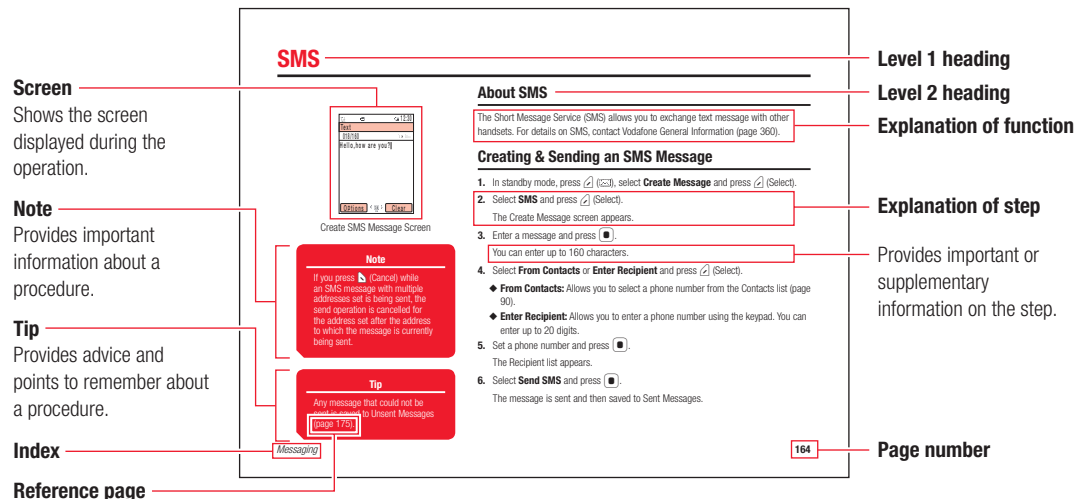 SMS
Level 1 heading
Screen
Shows the screen
displayed during the
operation.
12:30
Text
018/160
Hello,how are you?
Options
Clear
Create SMS Message Screen
Note
Provides important
information about a
procedure.
Note
If you press (Cancel) while
an SMS message with multiple
addresses set is being sent, the
send operation is cancelled for
the address set after the address
to which the message is currently
being sent.
Tip
Provides advice and
points to remember about
a procedure.
Tip
Any message that could not be
sent is saved to Unsent Messages
(page 175).
Index
Messaging
Reference page
About SMS
Level 2 heading
The Short Message Service (SMS) allows you to exchange text message with other
handsets. For details on SMS, contact Vodafone General Information (page 360).
Explanation of function
Creating & Sending an SMS Message
1. In standby mode, press (✉), select Create Message and press (Select).
2. Select SMS and press (Select).
The Create Message screen appears.
Explanation of step
3. Enter a message and press .
You can enter up to 160 characters.
Provides important or
supplementary
information on the step.
4. Select From Contacts or Enter Recipient and press (Select).
◆ From Contacts: Allows you to select a phone number from the Contacts list (page
90).
◆ Enter Recipient: Allows you to enter a phone number using the keypad. You can
enter up to 20 digits.
5. Set a phone number and press .
The Recipient list appears.
6. Select Send SMS and press .
The message is sent and then saved to Sent Messages.
164
Page number